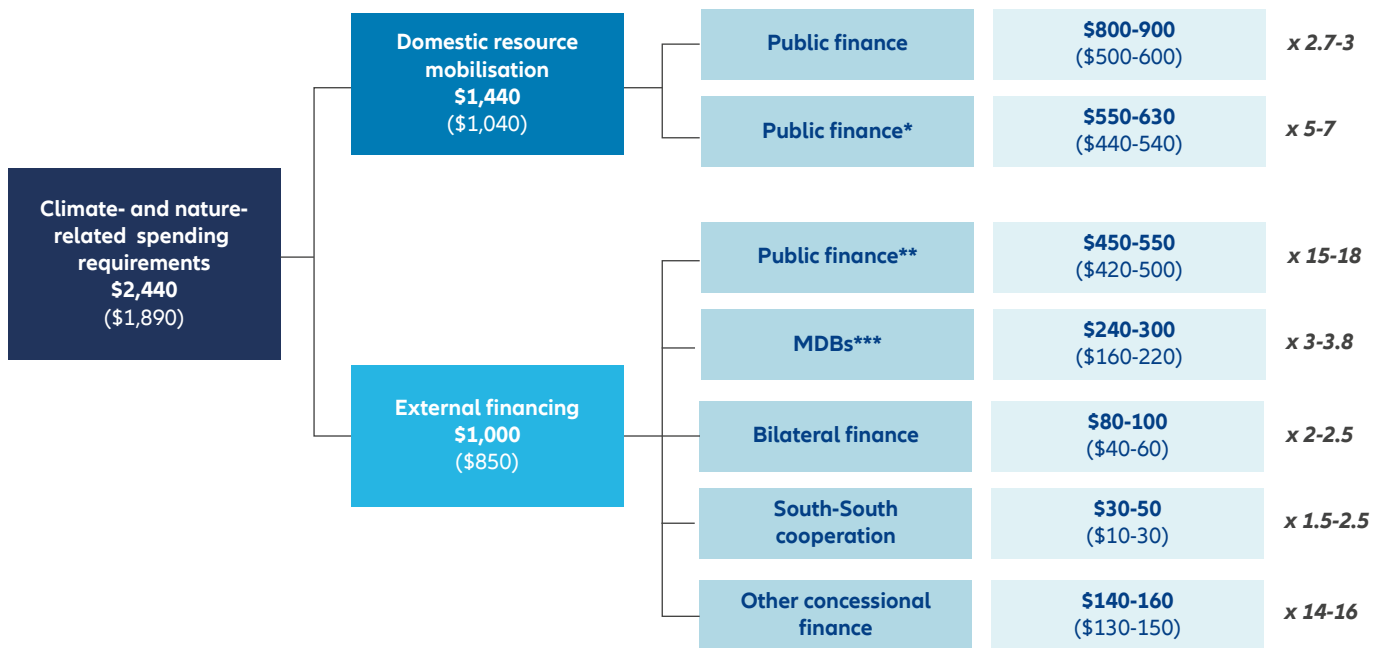 Climate- and nature-
related spending
requirements
$2,440
($1,890)
Domestic resource
mobilisation
$1,440
($1,040)
Public finance
$800-900
($500-600)
x 2.7-3
Public finance*
$550-630
($440-540)
x 5-7
External financing
$1,000
($850)
Public finance**
$450-550
($420-500)
x 15-18
MDBs***
$240-300
($160-220)
x 3-3.8
Bilateral finance
$80-100
($40-60)
x 2-2.5
South-South
cooperation
$30-50
($10-30)
x 1.5-2.5
Other concessional
finance
$140-160
($130-150)
x 14-16